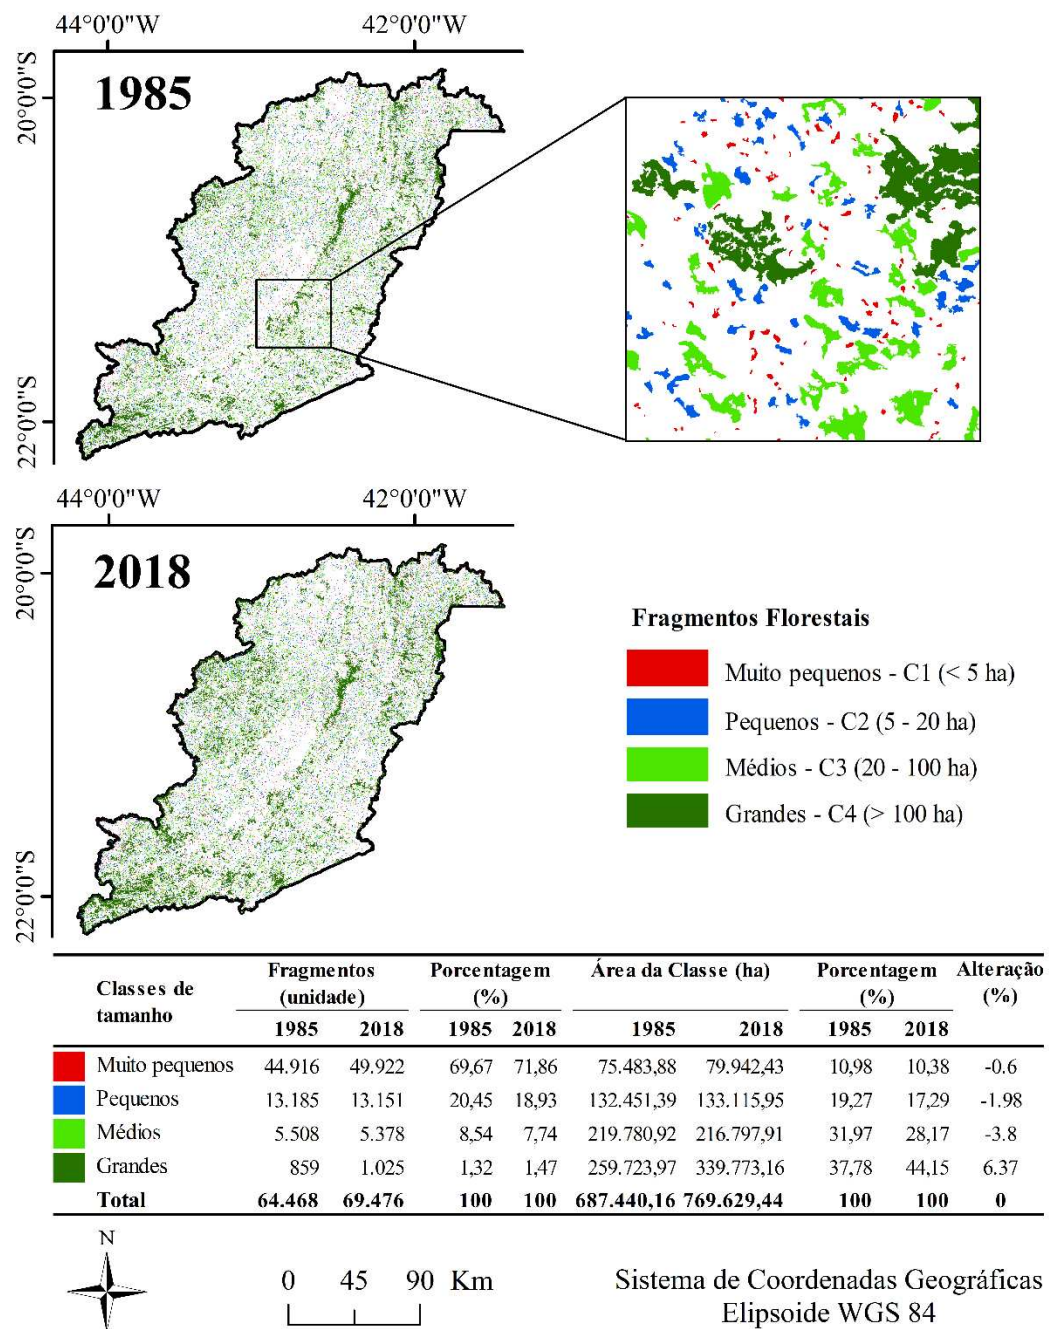 44°0'0"W 42°0'0"W
20°0'0"S
1985
22°0'0"S
44°0'0"W 42°0'0"W
20°0'0"S
2018
22°0'0"S
Fragmentos Florestais
Muito pequenos - C1 (< 5 ha)
Pequenos - C2 (5 - 20 ha)
Médios - C3 (20 - 100 ha)
Grandes - C4 (> 100 ha)
Classes de tamanho Fragmentos (unidade) Porcentagem (%) Área da Classe (ha) Porcentagem (%) Alteração (%)
1985 2018 1985 2018 1985 2018 1985 2018
Muito pequenos 44.916 49.922 69,67 71,86 75.483,88 79.942,43 10,98 10,38 -0.6
Pequenos 13.185 13.151 20,45 18,93 132.451,39 133.115,95 19,27 17,29 -1.98
Médios 5.508 5.378 8,54 7,74 219.780,92 216.797,91 31,97 28,17 -3.8
Grandes 859 1.025 1,32 1,47 259.723,97 339.773,16 37,78 44,15 6.37
Total 64.468 69.476 100 100 687.440,16 769.629,44 100 100 0
N
0 45 90 Km
Sistema de Coordenadas Geográficas
Elipsoide WGS 84